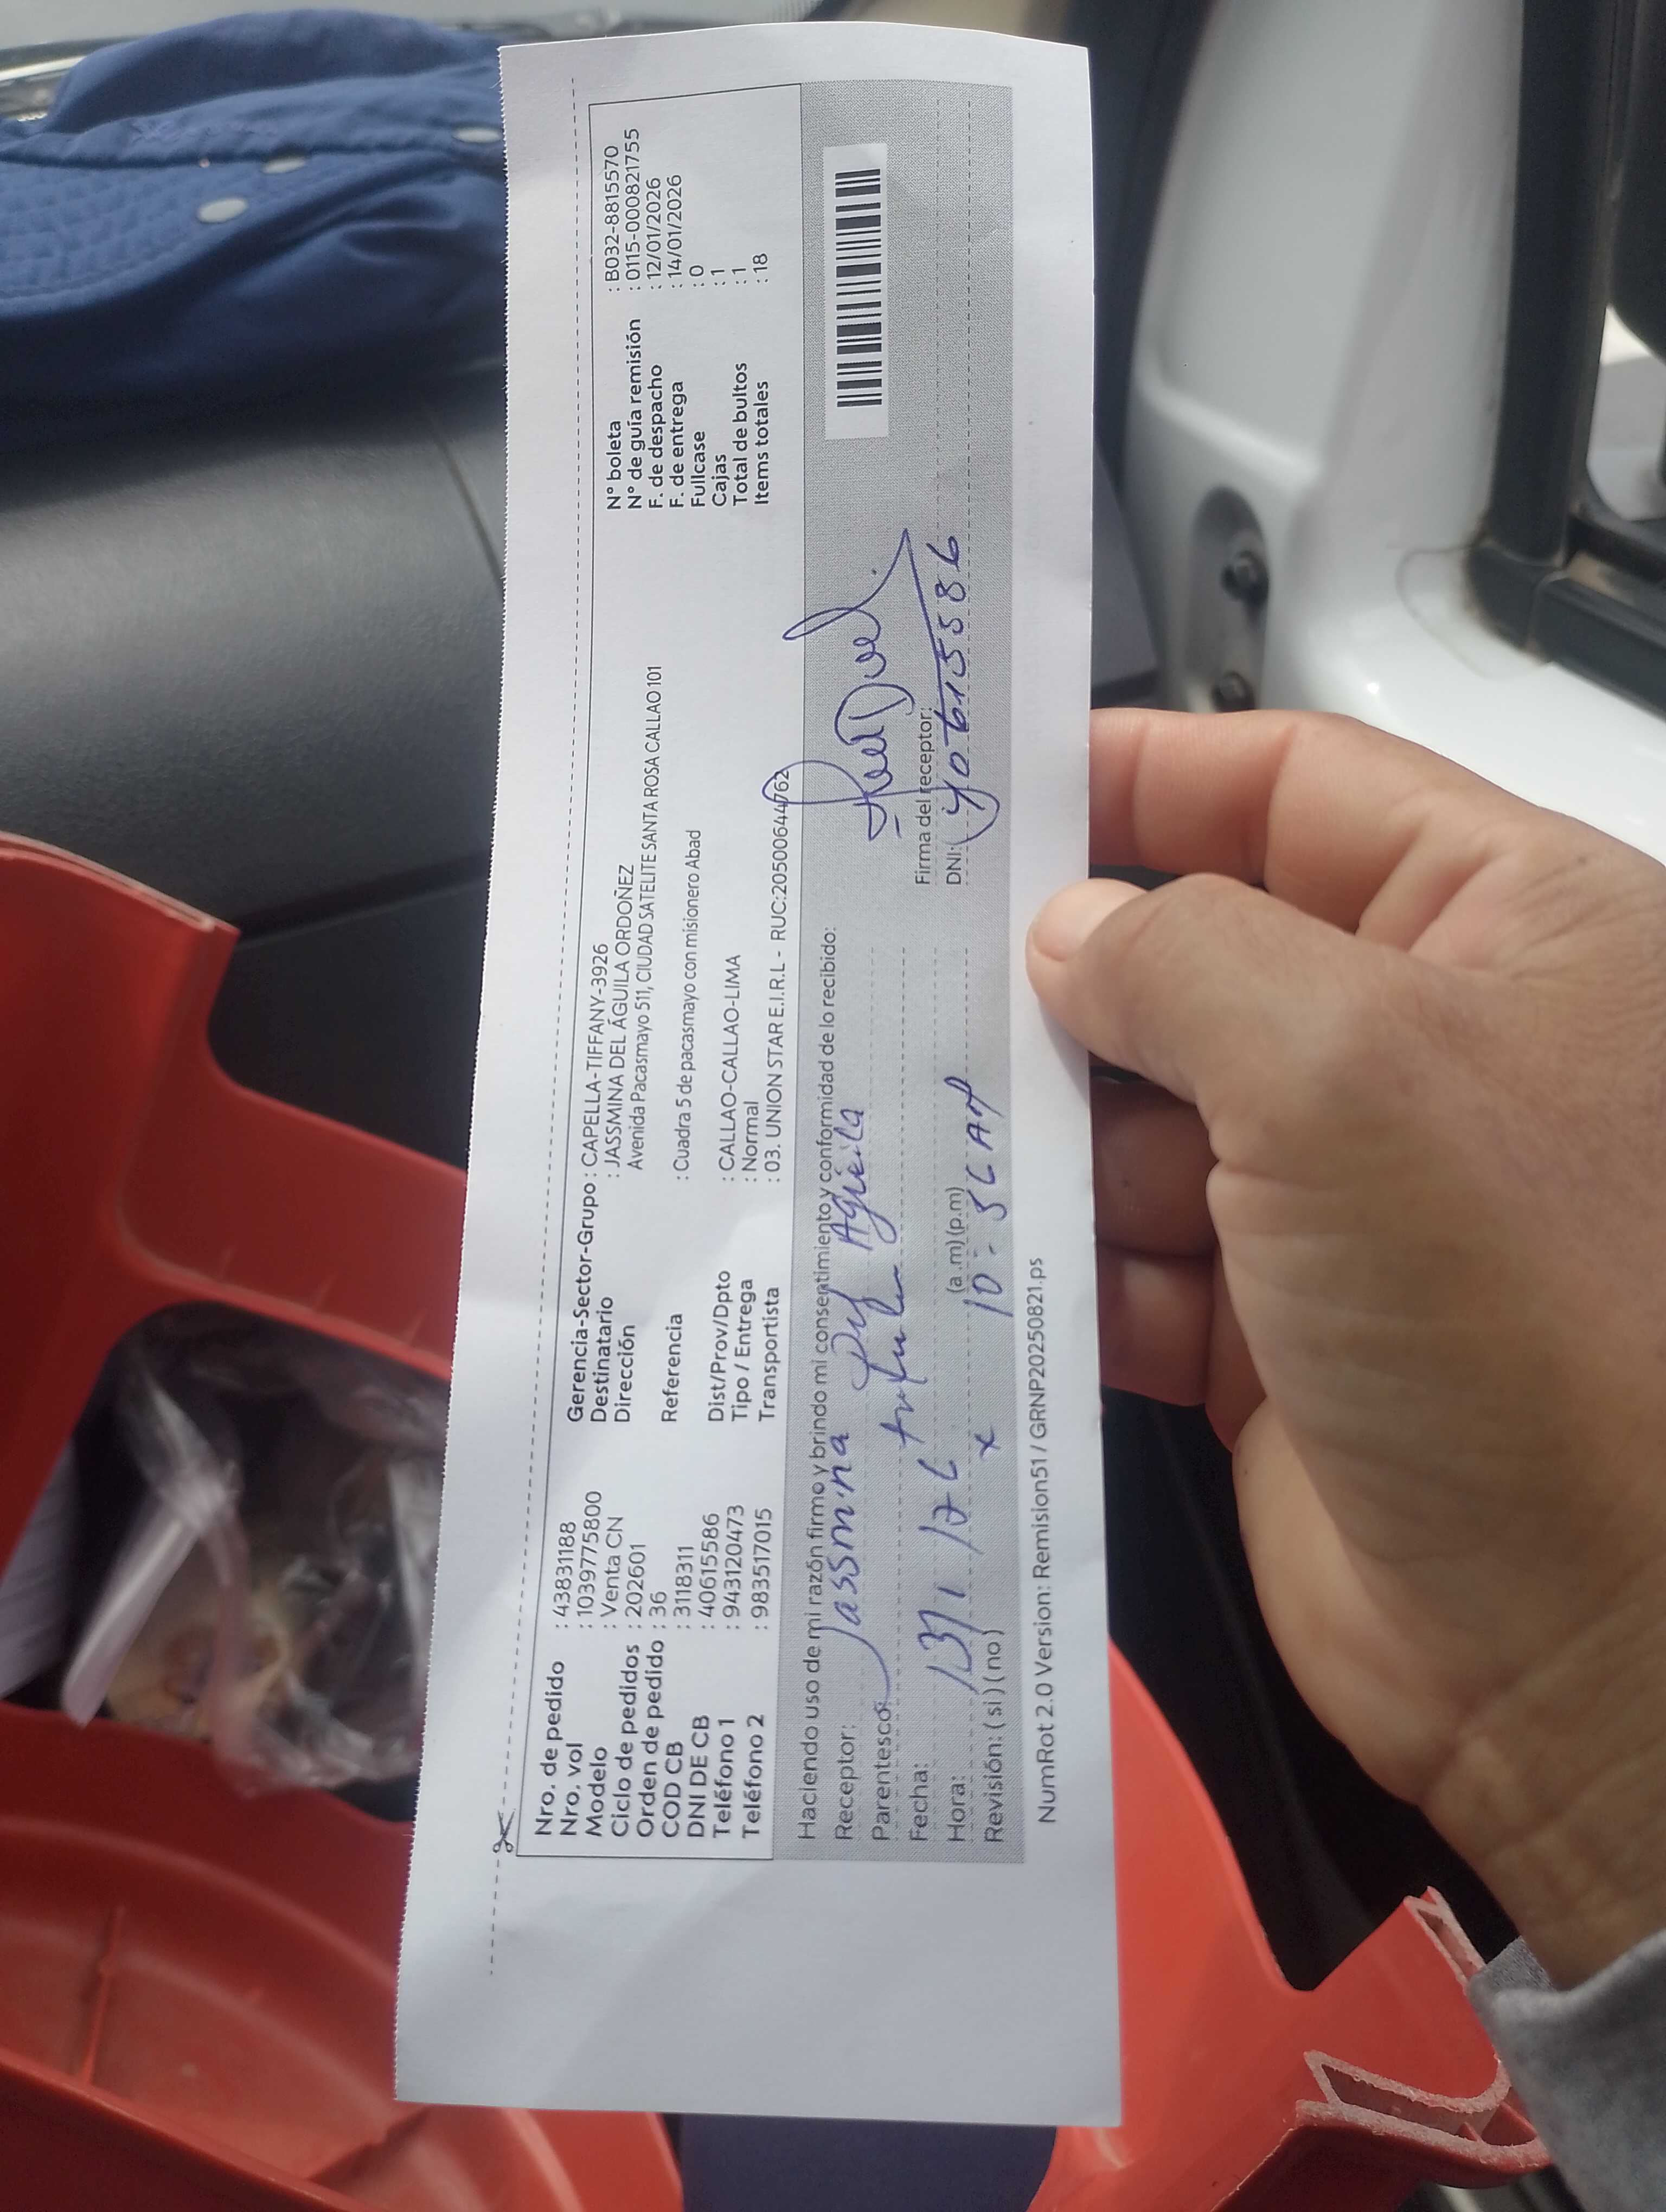 Nro. de pedido : 43831188
Nro. vol : 1039775800
Modelo : Venta CN
Ciclo de pedidos : 202601
Orden de pedido : 36
COD CB : 3118311
DNI DE CB : 40615586
Teléfono 1 : 943120473
Teléfono 2 : 983517015
Gerencia-Sector-Grupo : CAPELLA-TIFFANY-3926
Destinatario : JASSMINA DEL ÁGUILA ORDOÑEZ
Dirección Avenida Pacasmayo 511, CIUDAD SATELITE SANTA ROSA CALLAO 101
Referencia : Cuadra 5 de pacasmayo con misionero Abad
Dist/Prov/Dpto : CALLAO-CALLAO-LIMA
Tipo / Entrega : Normal
Transportista : 03. UNION STAR E.I.R.L - RUC:20500644762
N° boleta : B032-8815570
N° de guía remisión : 0115-000821755
F. de despacho : 12/01/2026
F. de entrega : 14/01/2026
Fullcase : 0
Cajas : 1
Total de bultos : 1
Items totales : 18
Haciendo uso de mi razón firmo y brindo mi consentimiento y conformidad de lo recibido:
Receptor: Jassmina Del Aguila
Parentesco:
Fecha: 13/1/26
Hora: (a.m) (p.m)
Revisión: (si) (no) x 10
Firma del receptor:
DNI: 40615586
NumRot 2.0 Version: Remision51 / GRNP20250821.ps